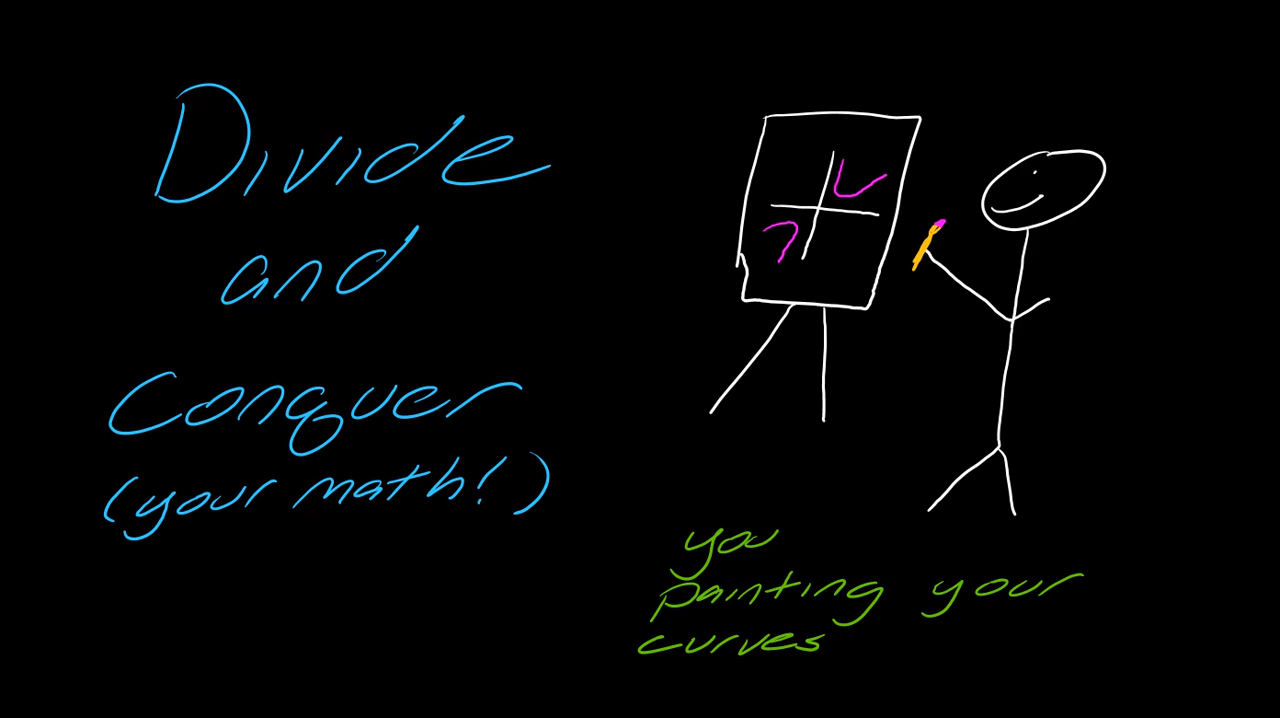 Divide
and
Conquer
(your math!)
you
painting your
curves